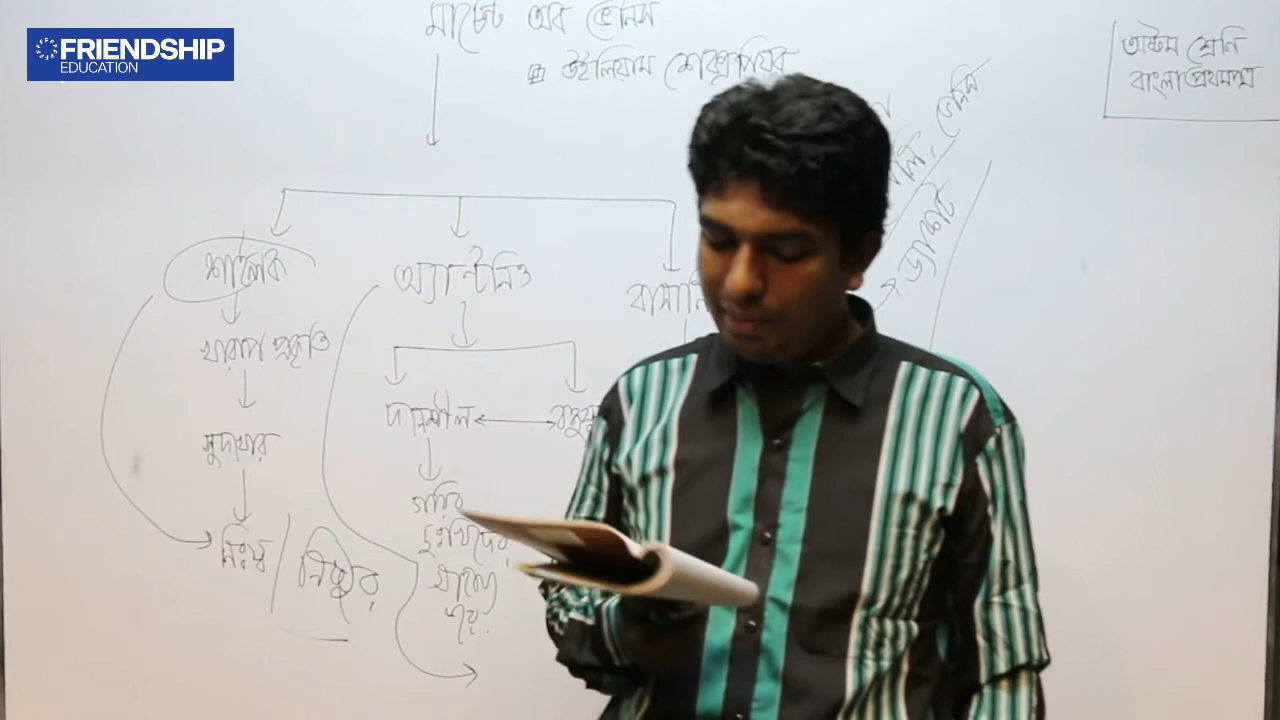 FRIENDSHIP
EDUCATION
মার্চেন্ট অব ভেনিস
উইলিয়াম শেক্সপিয়র
অষ্টম শ্রেণি
বাংলা প্রথমপত্র
ভেনিস
শাইলক
অ্যান্টনিও
বাসানি
খারাপ প্রকৃতি
দানশীল
সুদখোর
গরিব
দুঃখিদের
সাহায্য
করে
নিঃস্ব / নিষ্ঠুর